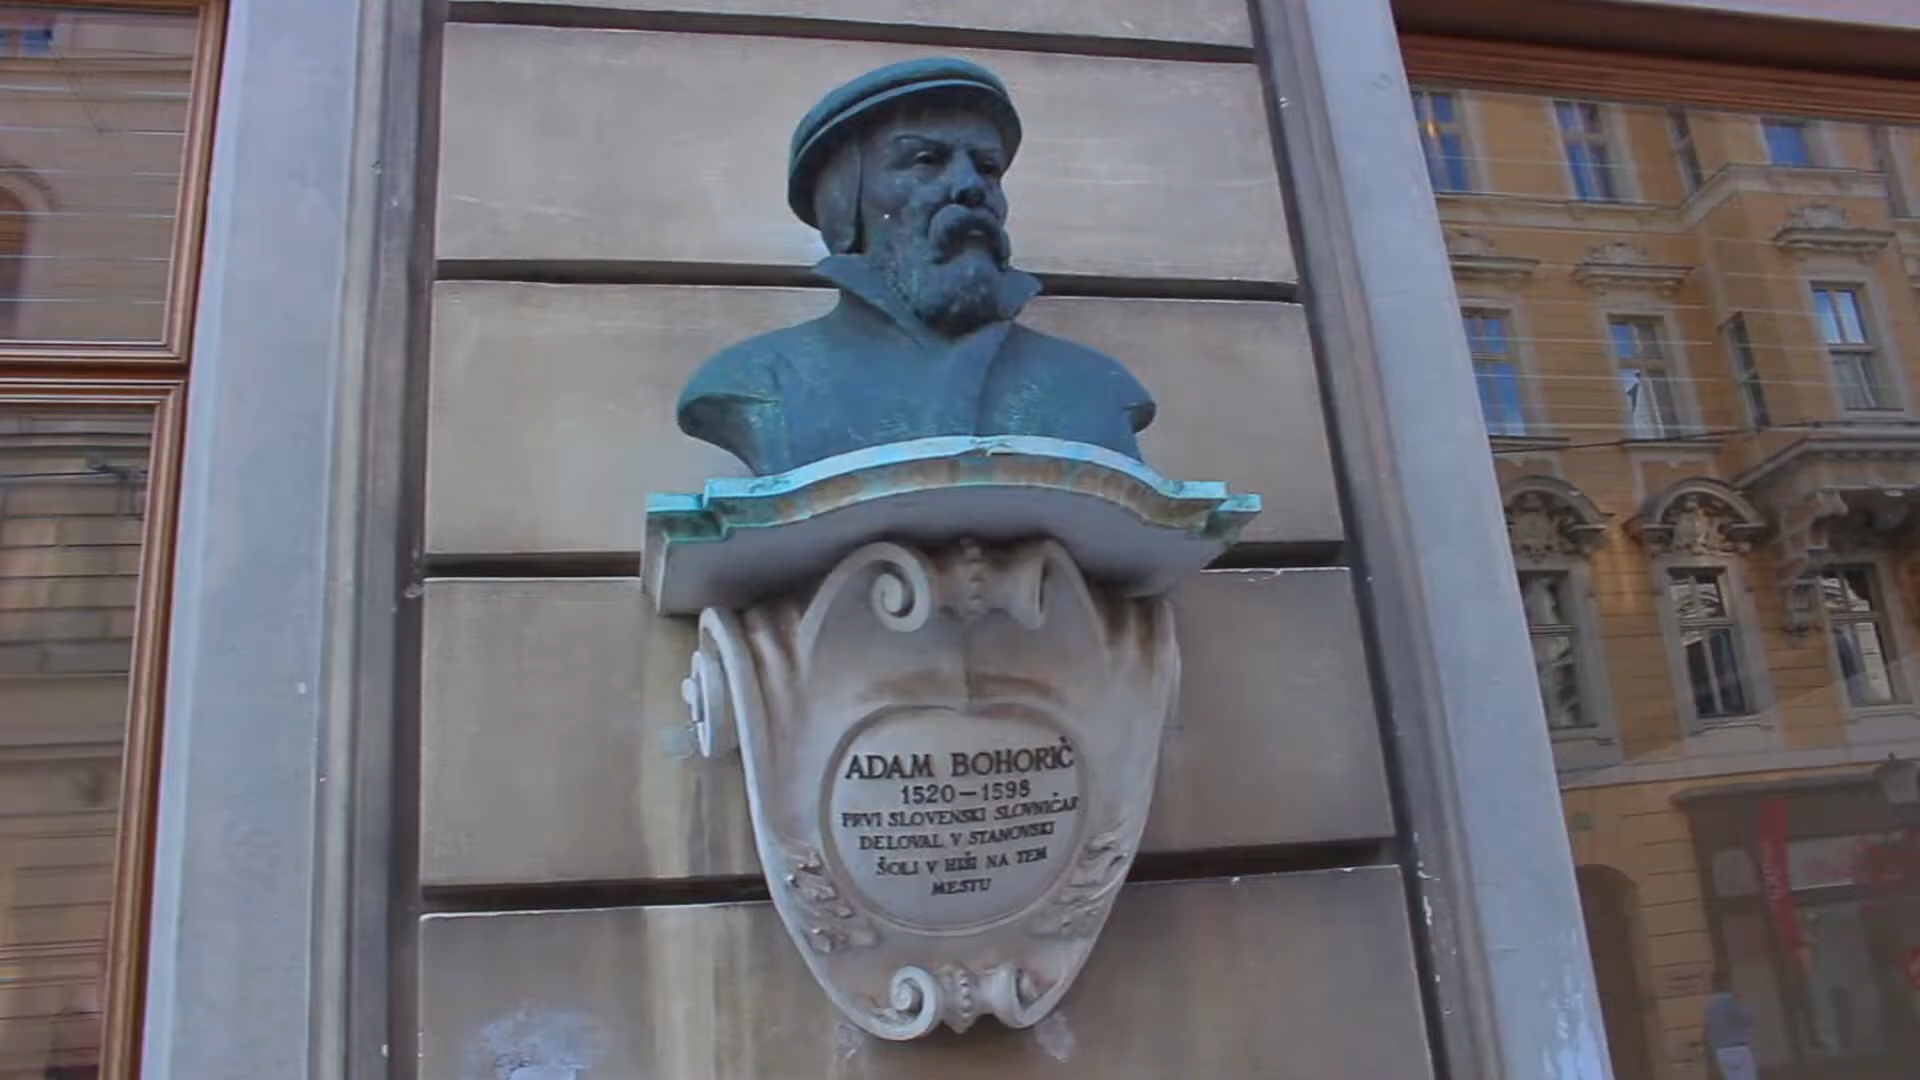 ADAM BOHORIČ
1520–1598
PRVI SLOVENSKI SLOVNIČAR
DELOVAL V STANOVSKI
ŠOLI V HIŠI NA TEM
MESTU